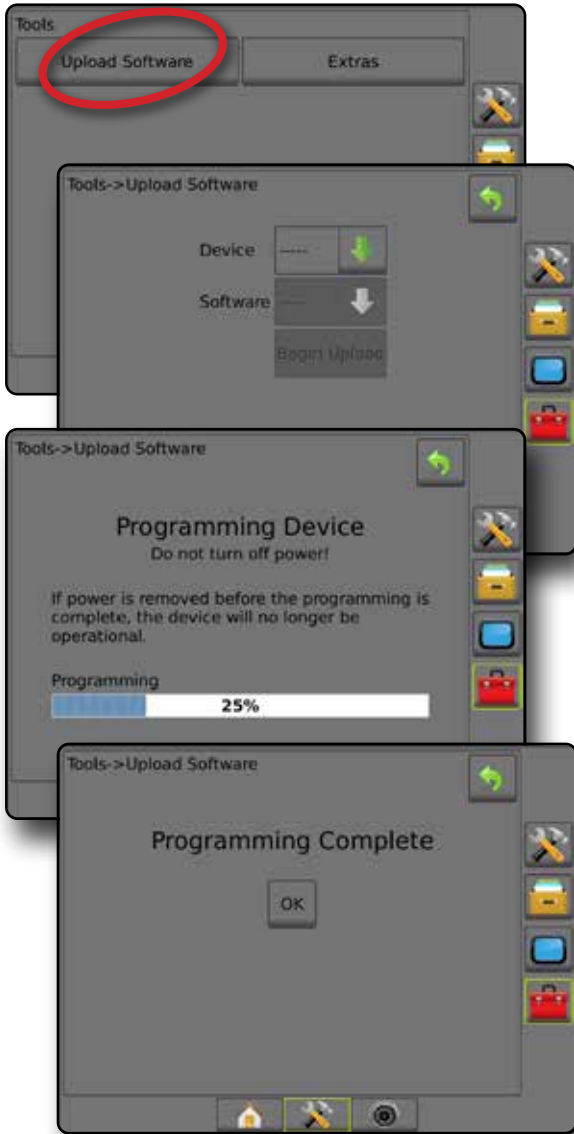 Tools
Upload Software
Extras
Tools->Upload Software
Device -----
Software ----
Begin Upload
Tools->Upload Software
Programming Device
Do not turn off power!
If power is removed before the programming is
complete, the device will no longer be
operational.
Programming
25%
Tools->Upload Software
Programming Complete
OK